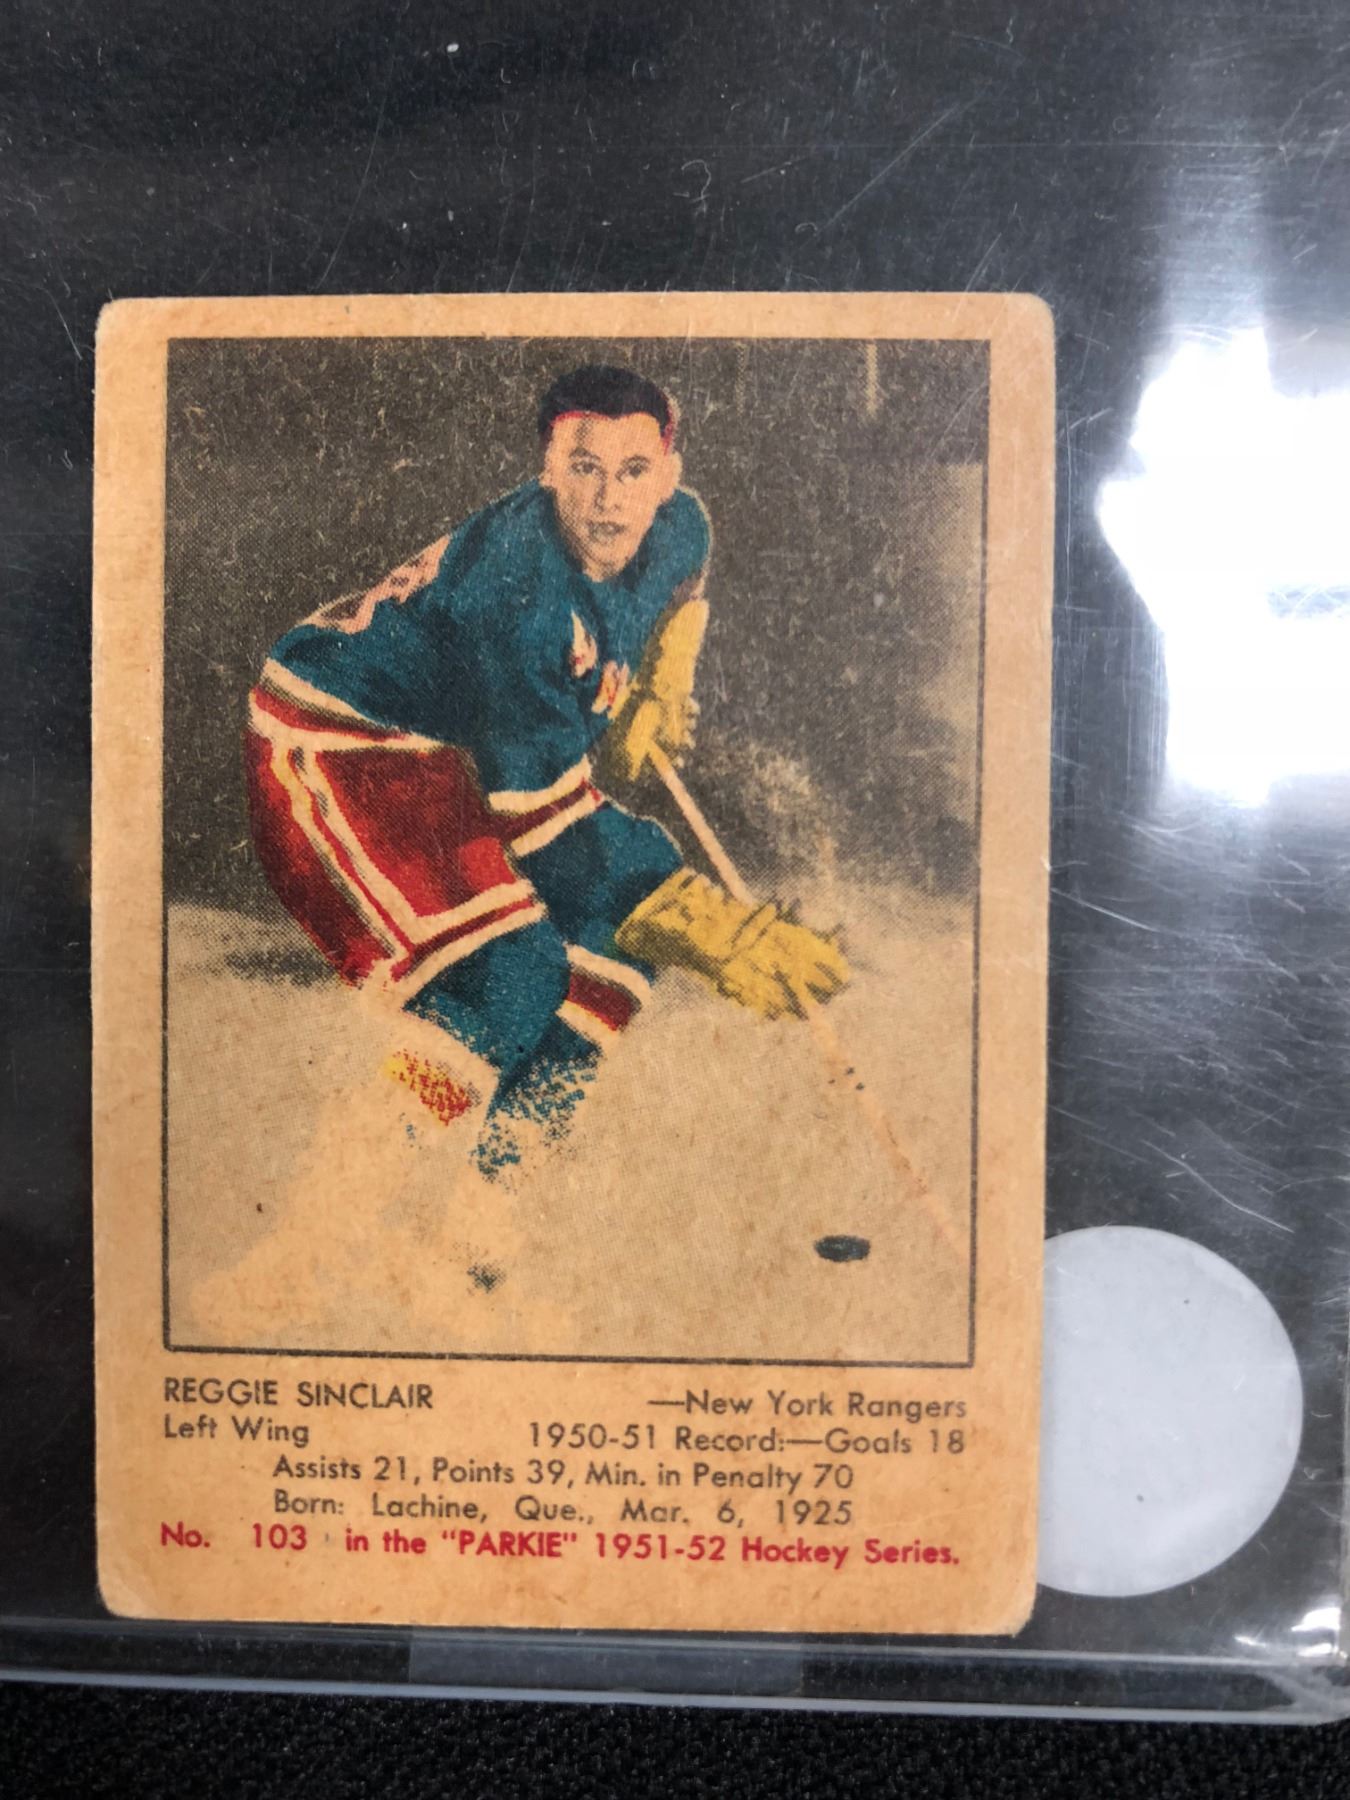 REGGIE SINCLAIR —New York Rangers
Left Wing 1950-51 Record:—Goals 18
Assists 21, Points 39, Min. in Penalty 70
Born: Lachine, Que., Mar. 6, 1925
No. 103 in the "PARKIE" 1951-52 Hockey Series.